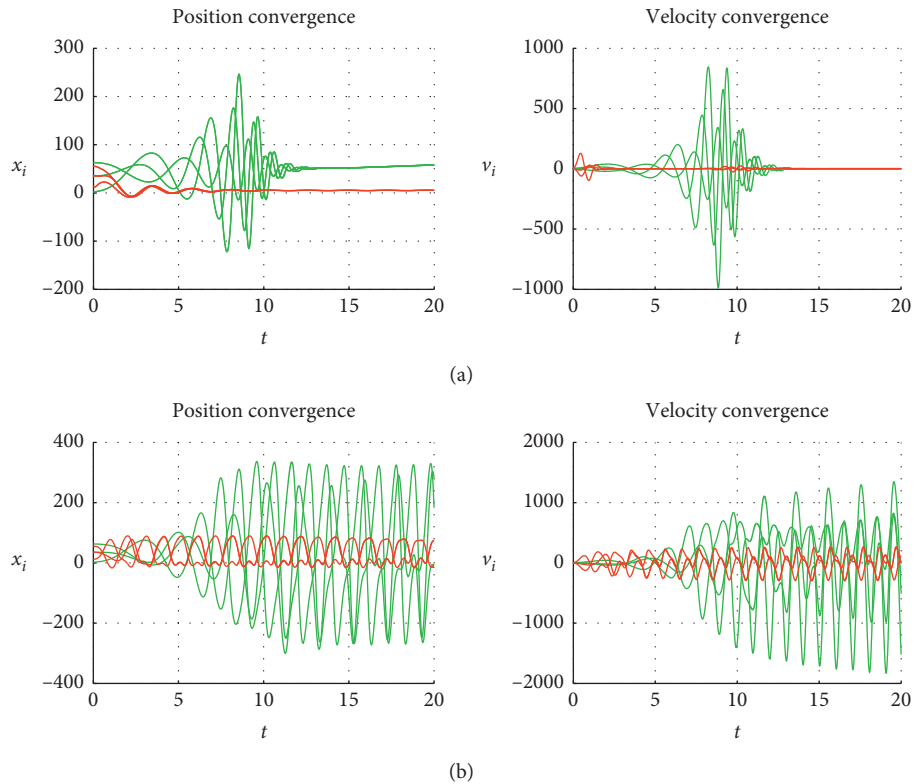 Position convergence
Velocity convergence
300
200
100
0
−100
−200
x_i
0 5 10 15 20
t
1000
500
0
−500
−1000
v_i
0 5 10 15 20
t
(a)
Position convergence
Velocity convergence
400
200
0
−200
−400
x_i
0 5 10 15 20
t
2000
1000
0
−1000
−2000
v_i
0 5 10 15 20
t
(b)